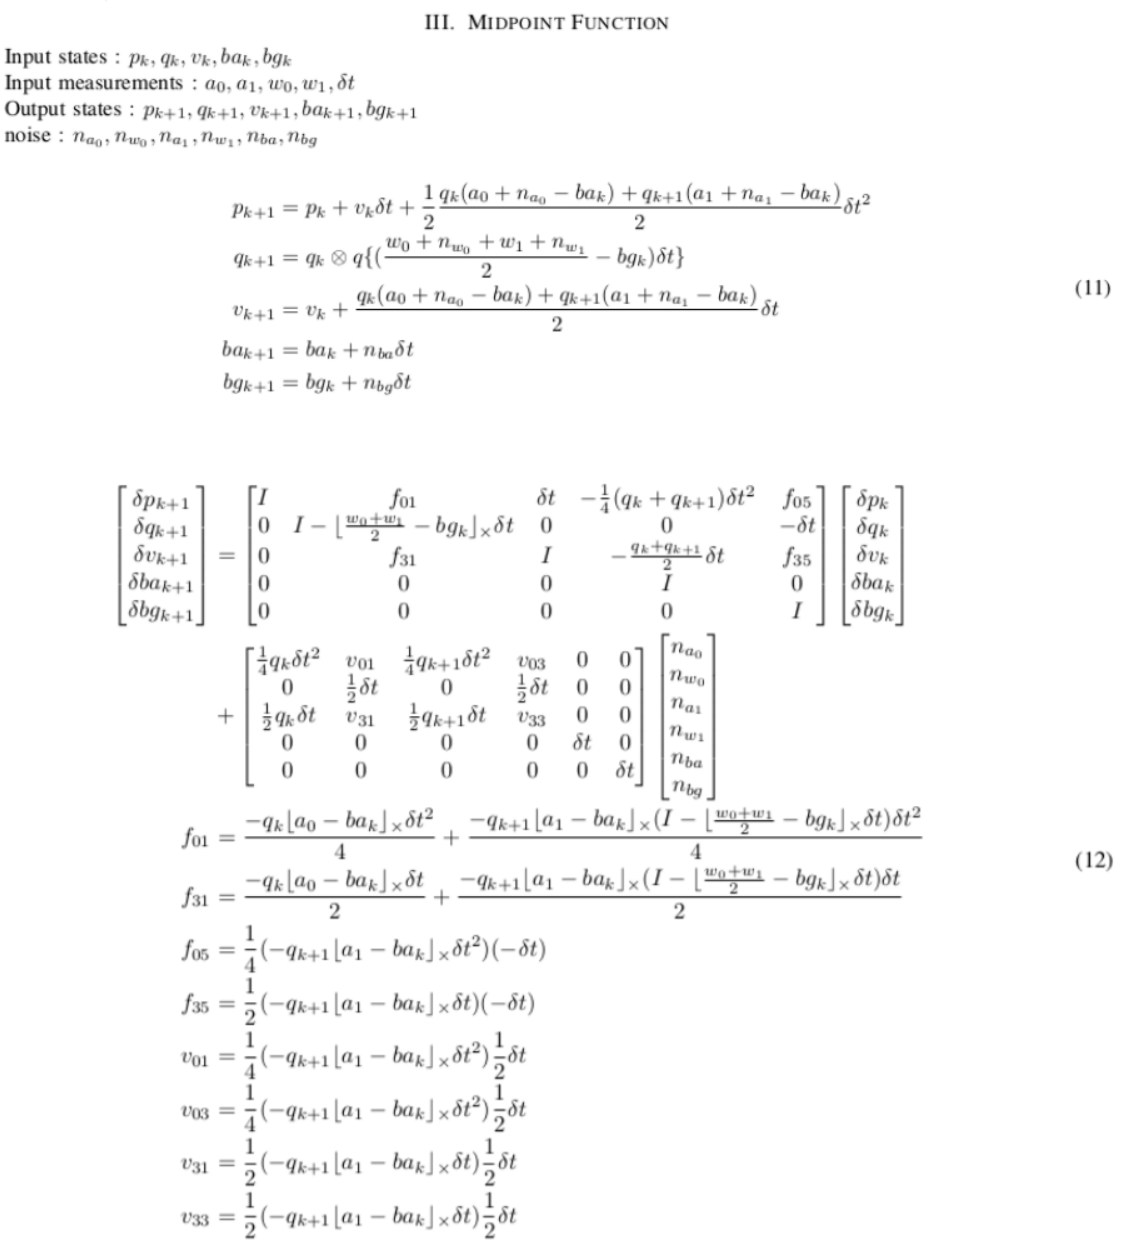 III. MIDPOINT FUNCTION
Input states : $p_k, q_k, v_k, ba_k, bg_k$
Input measurements : $a_0, a_1, w_0, w_1, \delta t$
Output states : $p_{k+1}, q_{k+1}, v_{k+1}, ba_{k+1}, bg_{k+1}$
noise : $n_{a_0}, n_{w_0}, n_{a_1}, n_{w_1}, n_{ba}, n_{bg}$
$p_{k+1} = p_k + v_k \delta t + \frac{1}{2} \frac{q_k(a_0 + n_{a_0} - ba_k) + q_{k+1}(a_1 + n_{a_1} - ba_k)}{2} \delta t^2$
$q_{k+1} = q_k \otimes q\{(\frac{w_0 + n_{w_0} + w_1 + n_{w_1}}{2} - bg_k)\delta t\}$
$v_{k+1} = v_k + \frac{q_k(a_0 + n_{a_0} - ba_k) + q_{k+1}(a_1 + n_{a_1} - ba_k)}{2} \delta t$
(11)
$ba_{k+1} = ba_k + n_{ba} \delta t$
$bg_{k+1} = bg_k + n_{bg} \delta t$
$\begin{bmatrix} \delta p_{k+1} \\ \delta q_{k+1} \\ \delta v_{k+1} \\ \delta ba_{k+1} \\ \delta bg_{k+1} \end{bmatrix} = \begin{bmatrix} I & f_{01} & \delta t & -\frac{1}{4}(q_k + q_{k+1})\delta t^2 & f_{05} \\ 0 & I - \lfloor \frac{w_0+w_1}{2} - bg_k \rfloor_\times \delta t & 0 & 0 & -\delta t \\ 0 & f_{31} & I & -\frac{q_k+q_{k+1}}{2}\delta t & f_{35} \\ 0 & 0 & 0 & I & 0 \\ 0 & 0 & 0 & 0 & I \end{bmatrix} \begin{bmatrix} \delta p_k \\ \delta q_k \\ \delta v_k \\ \delta ba_k \\ \delta bg_k \end{bmatrix}$
$+ \begin{bmatrix} \frac{1}{4}q_k\delta t^2 & v_{01} & \frac{1}{4}q_{k+1}\delta t^2 & v_{03} & 0 & 0 \\ 0 & \frac{1}{2}\delta t & 0 & \frac{1}{2}\delta t & 0 & 0 \\ \frac{1}{2}q_k\delta t & v_{31} & \frac{1}{2}q_{k+1}\delta t & v_{33} & 0 & 0 \\ 0 & 0 & 0 & 0 & \delta t & 0 \\ 0 & 0 & 0 & 0 & 0 & \delta t \end{bmatrix} \begin{bmatrix} n_{a_0} \\ n_{w_0} \\ n_{a_1} \\ n_{w_1} \\ n_{ba} \\ n_{bg} \end{bmatrix}$
$f_{01} = \frac{-q_k \lfloor a_0 - ba_k \rfloor_\times \delta t^2}{4} + \frac{-q_{k+1} \lfloor a_1 - ba_k \rfloor_\times (I - \lfloor \frac{w_0+w_1}{2} - bg_k \rfloor_\times \delta t)\delta t^2}{4}$
(12)
$f_{31} = \frac{-q_k \lfloor a_0 - ba_k \rfloor_\times \delta t}{2} + \frac{-q_{k+1} \lfloor a_1 - ba_k \rfloor_\times (I - \lfloor \frac{w_0+w_1}{2} - bg_k \rfloor_\times \delta t)\delta t}{2}$
$f_{05} = \frac{1}{4}(-q_{k+1} \lfloor a_1 - ba_k \rfloor_\times \delta t^2)(-\delta t)$
$f_{35} = \frac{1}{2}(-q_{k+1} \lfloor a_1 - ba_k \rfloor_\times \delta t)(-\delta t)$
$v_{01} = \frac{1}{4}(-q_{k+1} \lfloor a_1 - ba_k \rfloor_\times \delta t^2)\frac{1}{2}\delta t$
$v_{03} = \frac{1}{4}(-q_{k+1} \lfloor a_1 - ba_k \rfloor_\times \delta t^2)\frac{1}{2}\delta t$
$v_{31} = \frac{1}{2}(-q_{k+1} \lfloor a_1 - ba_k \rfloor_\times \delta t)\frac{1}{2}\delta t$
$v_{33} = \frac{1}{2}(-q_{k+1} \lfloor a_1 - ba_k \rfloor_\times \delta t)\frac{1}{2}\delta t$